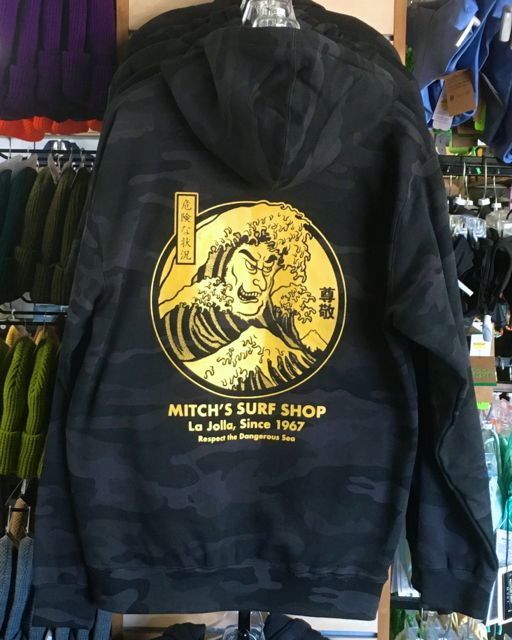 危険な状況
尊敬
MITCH'S SURF SHOP
La Jolla, Since 1967
Respect the Dangerous Sea